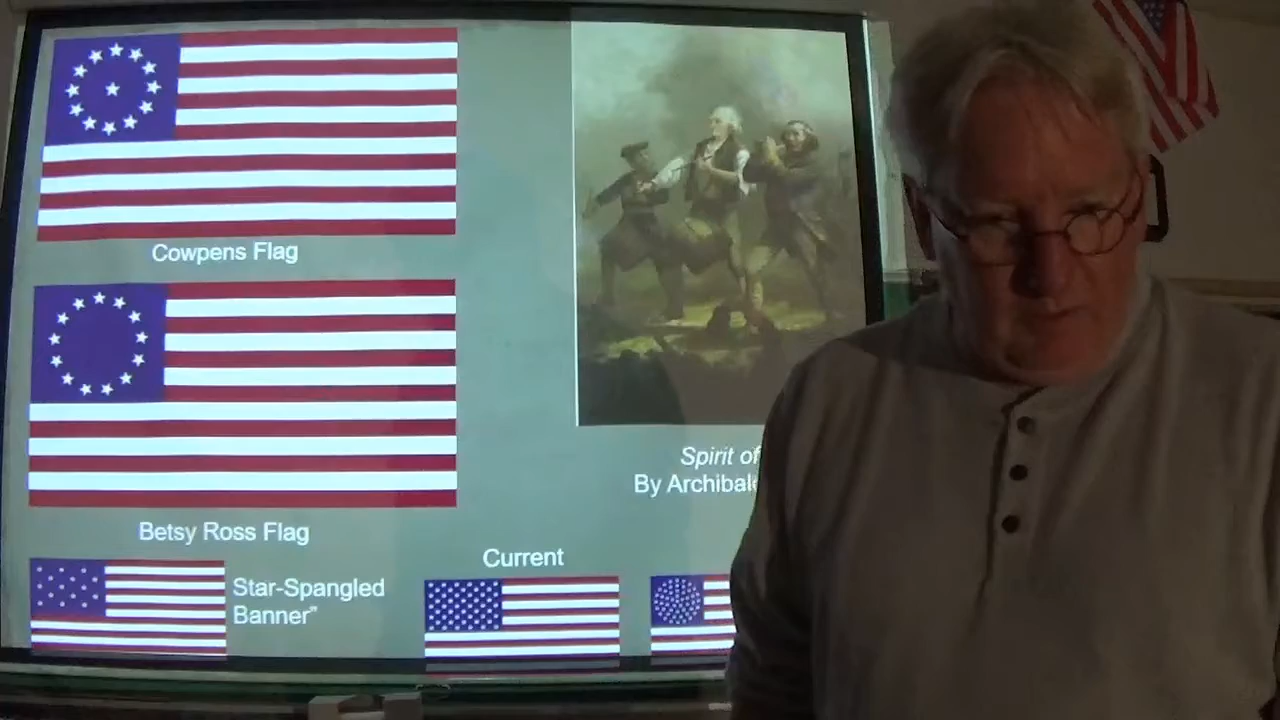 Cowpens Flag
Spirit of
By Archibal
Betsy Ross Flag
Current
Star-Spangled
Banner"